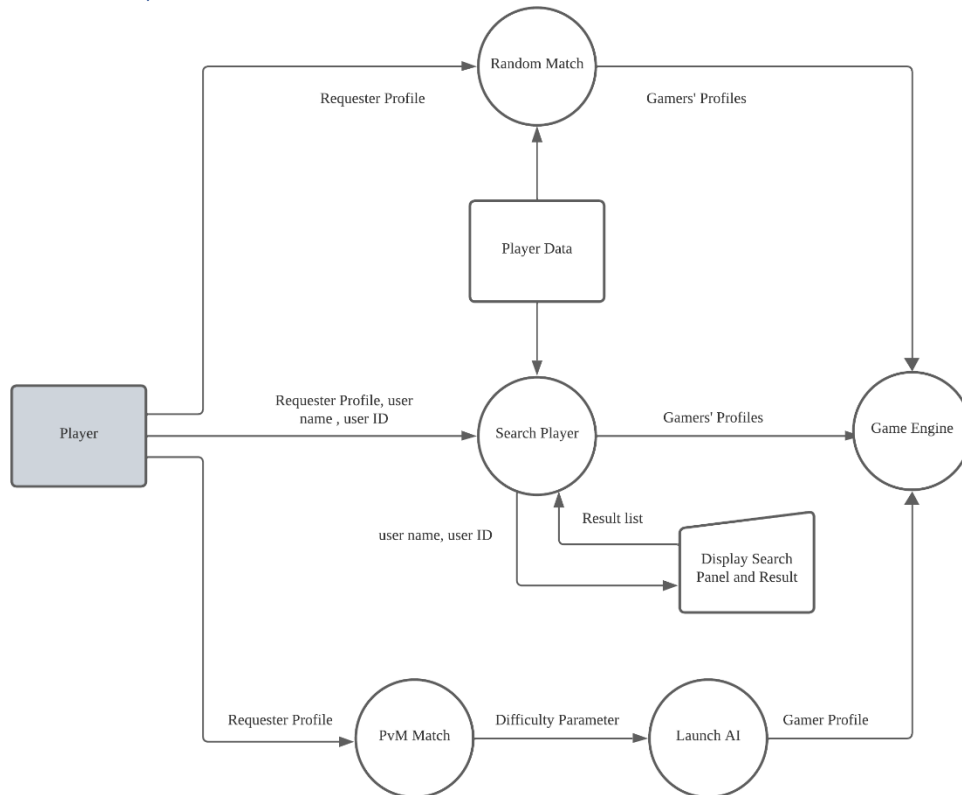 Random Match
Requester Profile
Gamers' Profiles
Player Data
Requester Profile, user
name , user ID
Gamers' Profiles
Player
Search Player
Game Engine
Result list
user name, user ID
Display Search
Panel and Result
Requester Profile
PvM Match
Difficulty Parameter
Launch AI
Gamer Profile